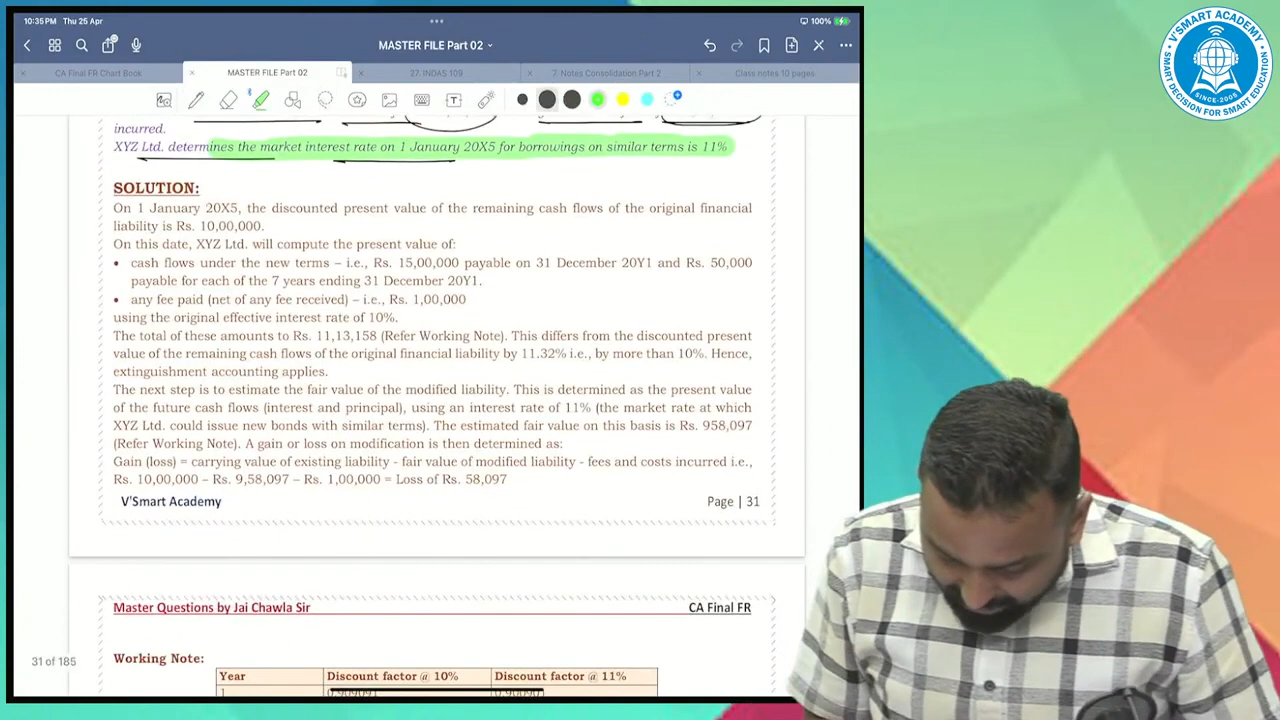 10:35PM Thu 25 Apr
100%
MASTER FILE Part 02
CA Final FR Chart Book
MASTER FILE Part 02
27. INDAS 109
7. Notes Consolidation Part 2
Class notes 10 pages
incurred.
XYZ Ltd. determines the market interest rate on 1 January 20X5 for borrowings on similar terms is 11%
SOLUTION:
On 1 January 20X5, the discounted present value of the remaining cash flows of the original financial
liability is Rs. 10,00,000.
On this date, XYZ Ltd. will compute the present value of:
• cash flows under the new terms – i.e., Rs. 15,00,000 payable on 31 December 20Y1 and Rs. 50,000
payable for each of the 7 years ending 31 December 20Y1.
• any fee paid (net of any fee received) – i.e., Rs. 1,00,000
using the original effective interest rate of 10%.
The total of these amounts to Rs. 11,13,158 (Refer Working Note). This differs from the discounted present
value of the remaining cash flows of the original financial liability by 11.32% i.e., by more than 10%. Hence,
extinguishment accounting applies.
The next step is to estimate the fair value of the modified liability. This is determined as the present value
of the future cash flows (interest and principal), using an interest rate of 11% (the market rate at which
XYZ Ltd. could issue new bonds with similar terms). The estimated fair value on this basis is Rs. 958,097
(Refer Working Note). A gain or loss on modification is then determined as:
Gain (loss) = carrying value of existing liability - fair value of modified liability - fees and costs incurred i.e.,
Rs. 10,00,000 – Rs. 9,58,097 – Rs. 1,00,000 = Loss of Rs. 58,097
V'Smart Academy Page | 31
Master Questions by Jai Chawla Sir CA Final FR
31 of 185
Working Note:
Year Discount factor @ 10% Discount factor @ 11%
V'SMART ACADEMY
SINCE-2005
SMART DECISION FOR SMART EDUCATION